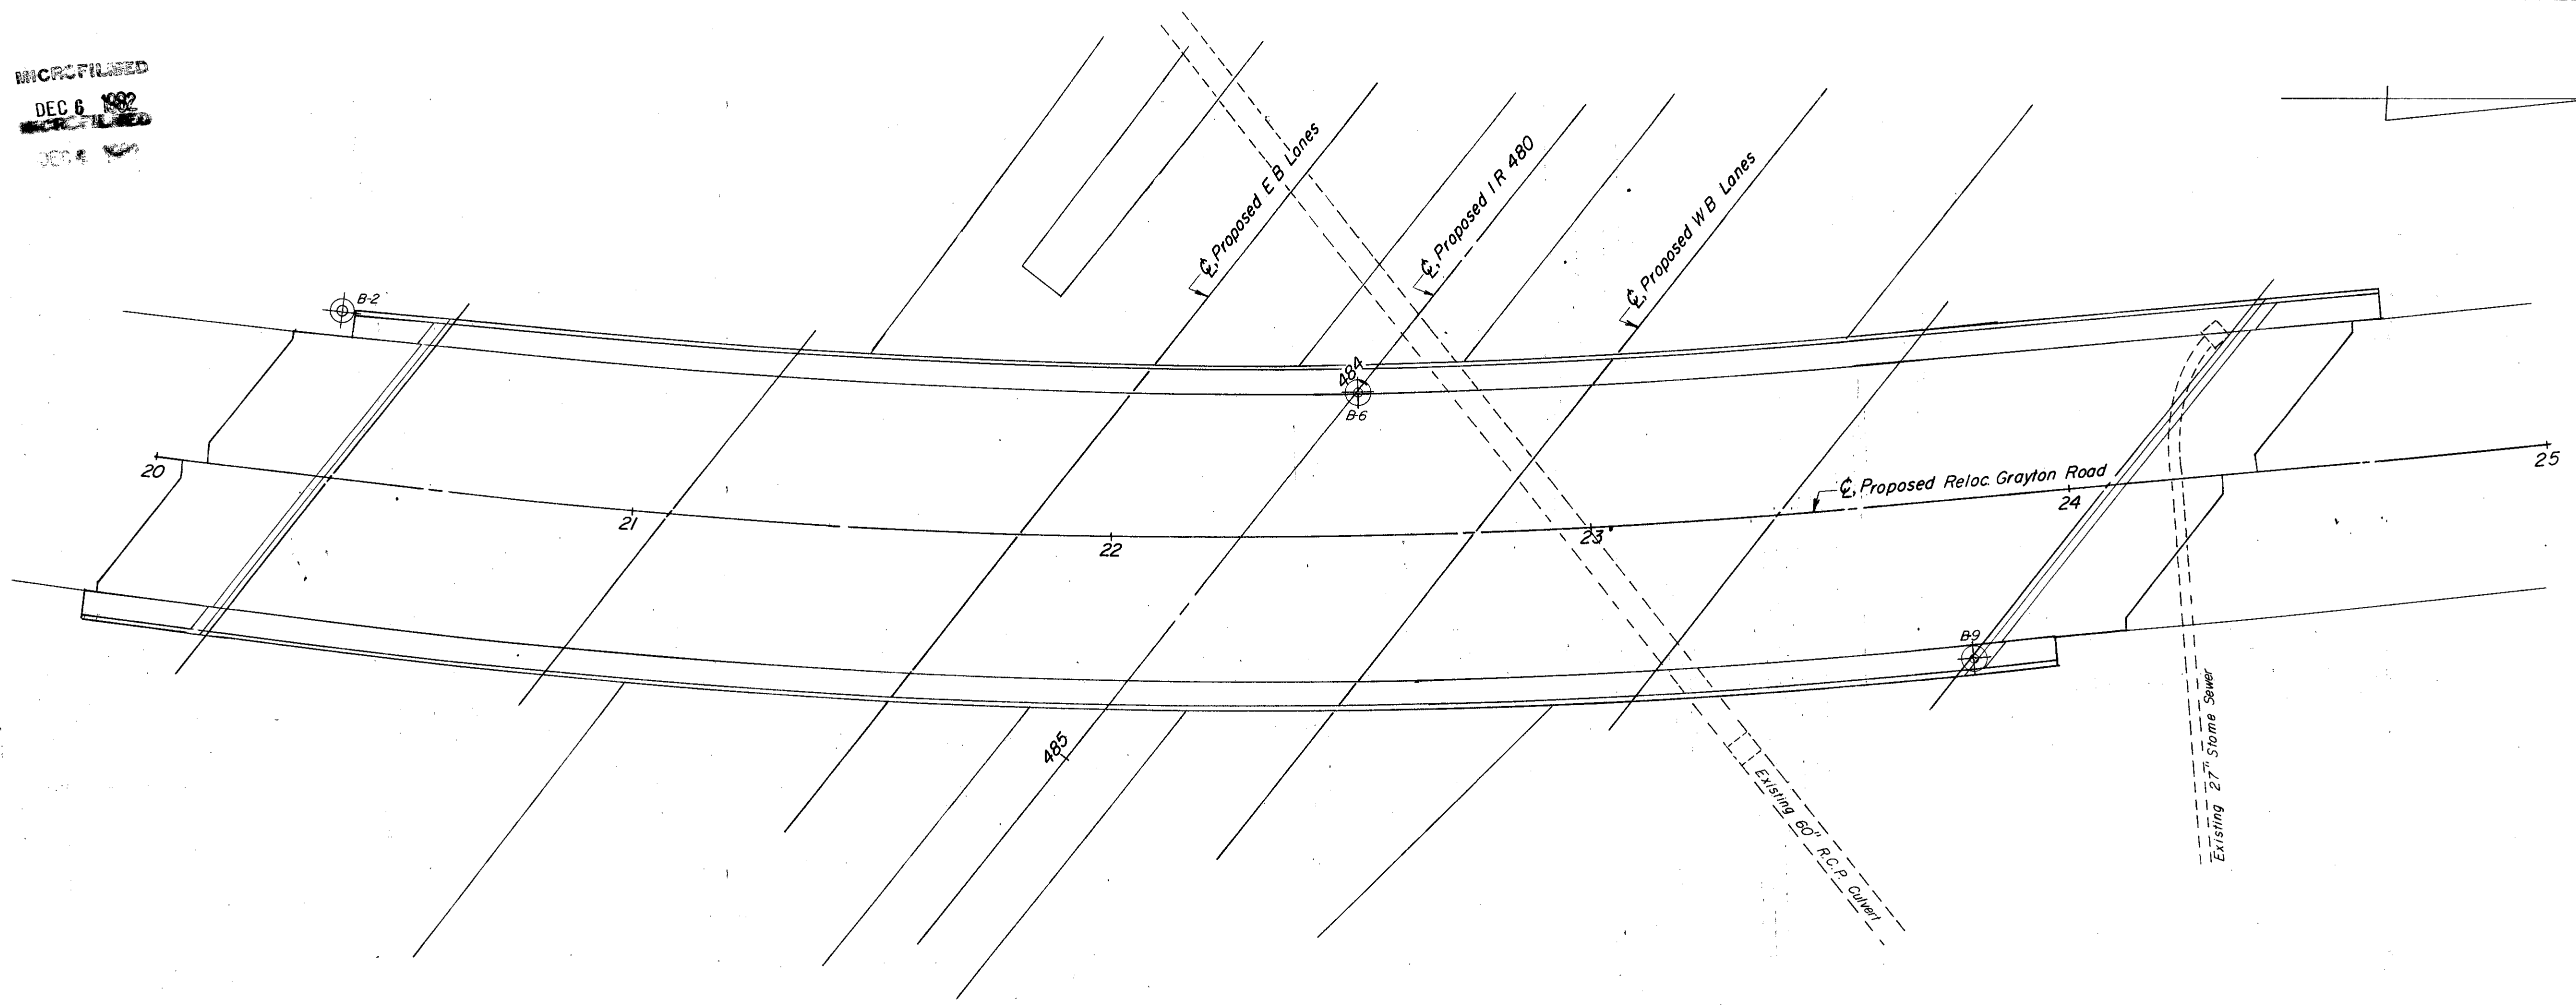 MICROFILMED
DEC 6 1982
MICROFILMED
DEC
℄ Proposed E B Lanes
℄ Proposed I R 480
℄ Proposed W B Lanes
B-2
484
B-6
20
21
22
23
24
25
℄ Proposed Reloc. Grayton Road
B-9
485
Existing 60" R.C.P. Culvert
Existing 27" Stome Sewer